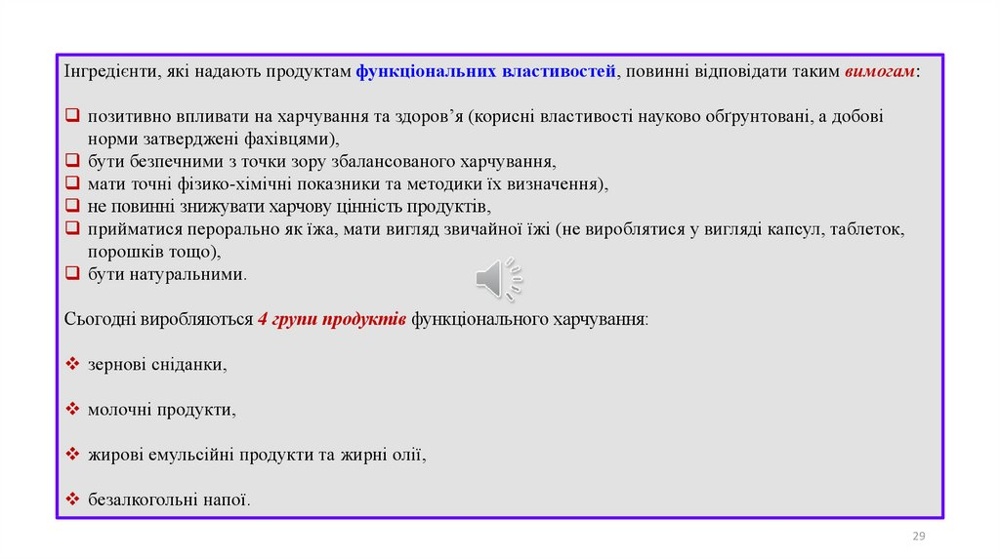 Інгредієнти, які надають продуктам функціональних властивостей, повинні відповідати таким вимогам:
❑ позитивно впливати на харчування та здоров’я (корисні властивості науково обґрунтовані, а добові
норми затверджені фахівцями),
❑ бути безпечними з точки зору збалансованого харчування,
❑ мати точні фізико-хімічні показники та методики їх визначення),
❑ не повинні знижувати харчову цінність продуктів,
❑ прийматися перорально як їжа, мати вигляд звичайної їжі (не вироблятися у вигляді капсул, таблеток,
порошків тощо),
❑ бути натуральними.
Сьогодні виробляються 4 групи продуктів функціонального харчування:
❖ зернові сніданки,
❖ молочні продукти,
❖ жирові емульсійні продукти та жирні олії,
❖ безалкогольні напої.
29